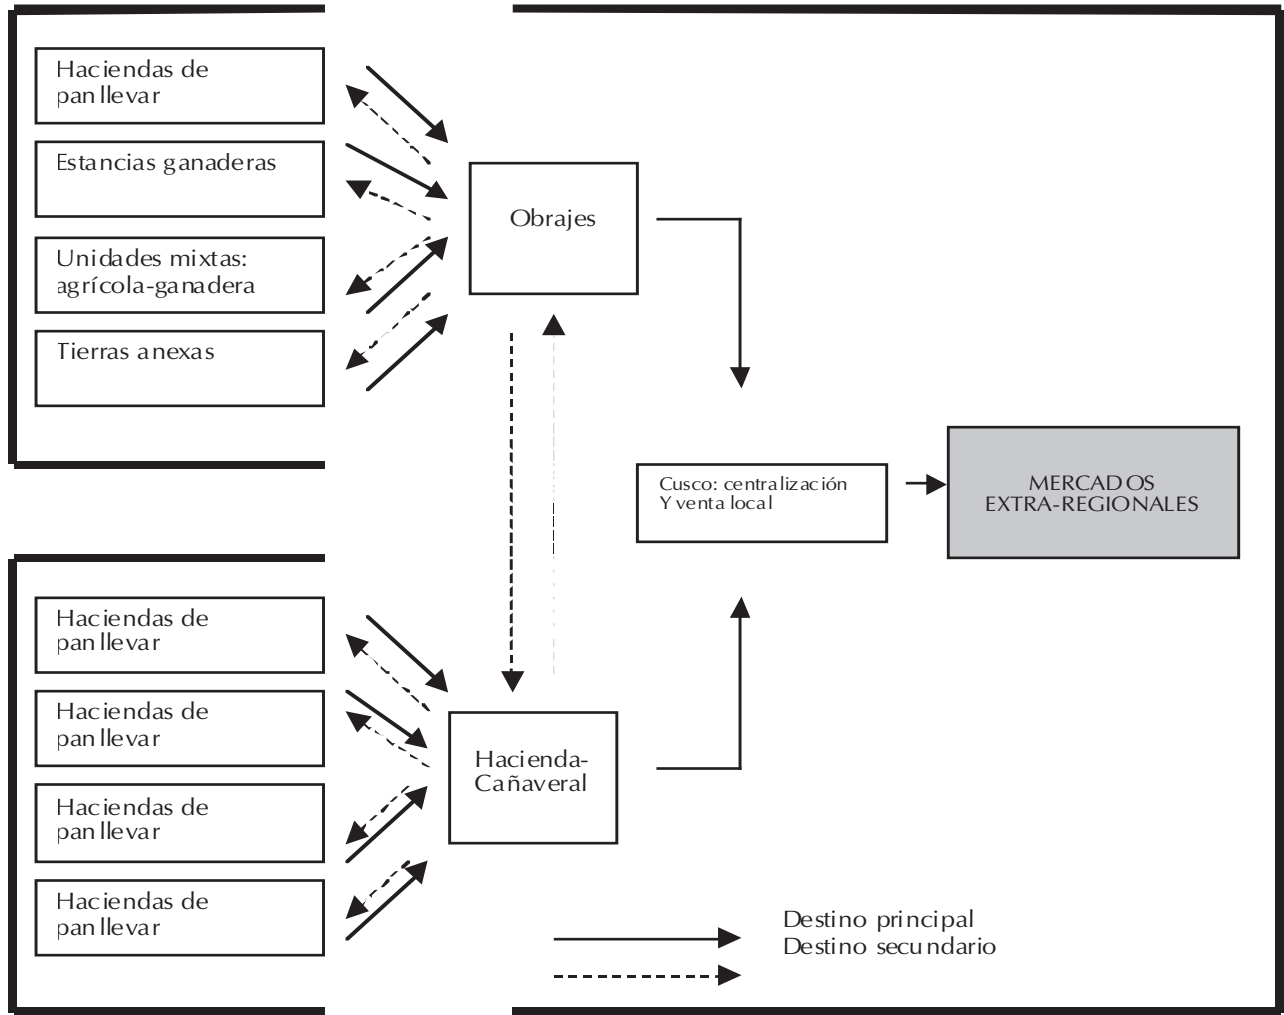 Haciendas de
pan llevar
Estancias ganaderas
Unidades mixtas:
agrícola-ganadera
Tierras anexas
Obrajes
Cusco: centralización
Y venta local
MERCADOS
EXTRA-REGIONALES
Haciendas de
pan llevar
Haciendas de
pan llevar
Haciendas de
pan llevar
Haciendas de
pan llevar
Hacienda-
Cañaveral
Destino principal
Destino secundario